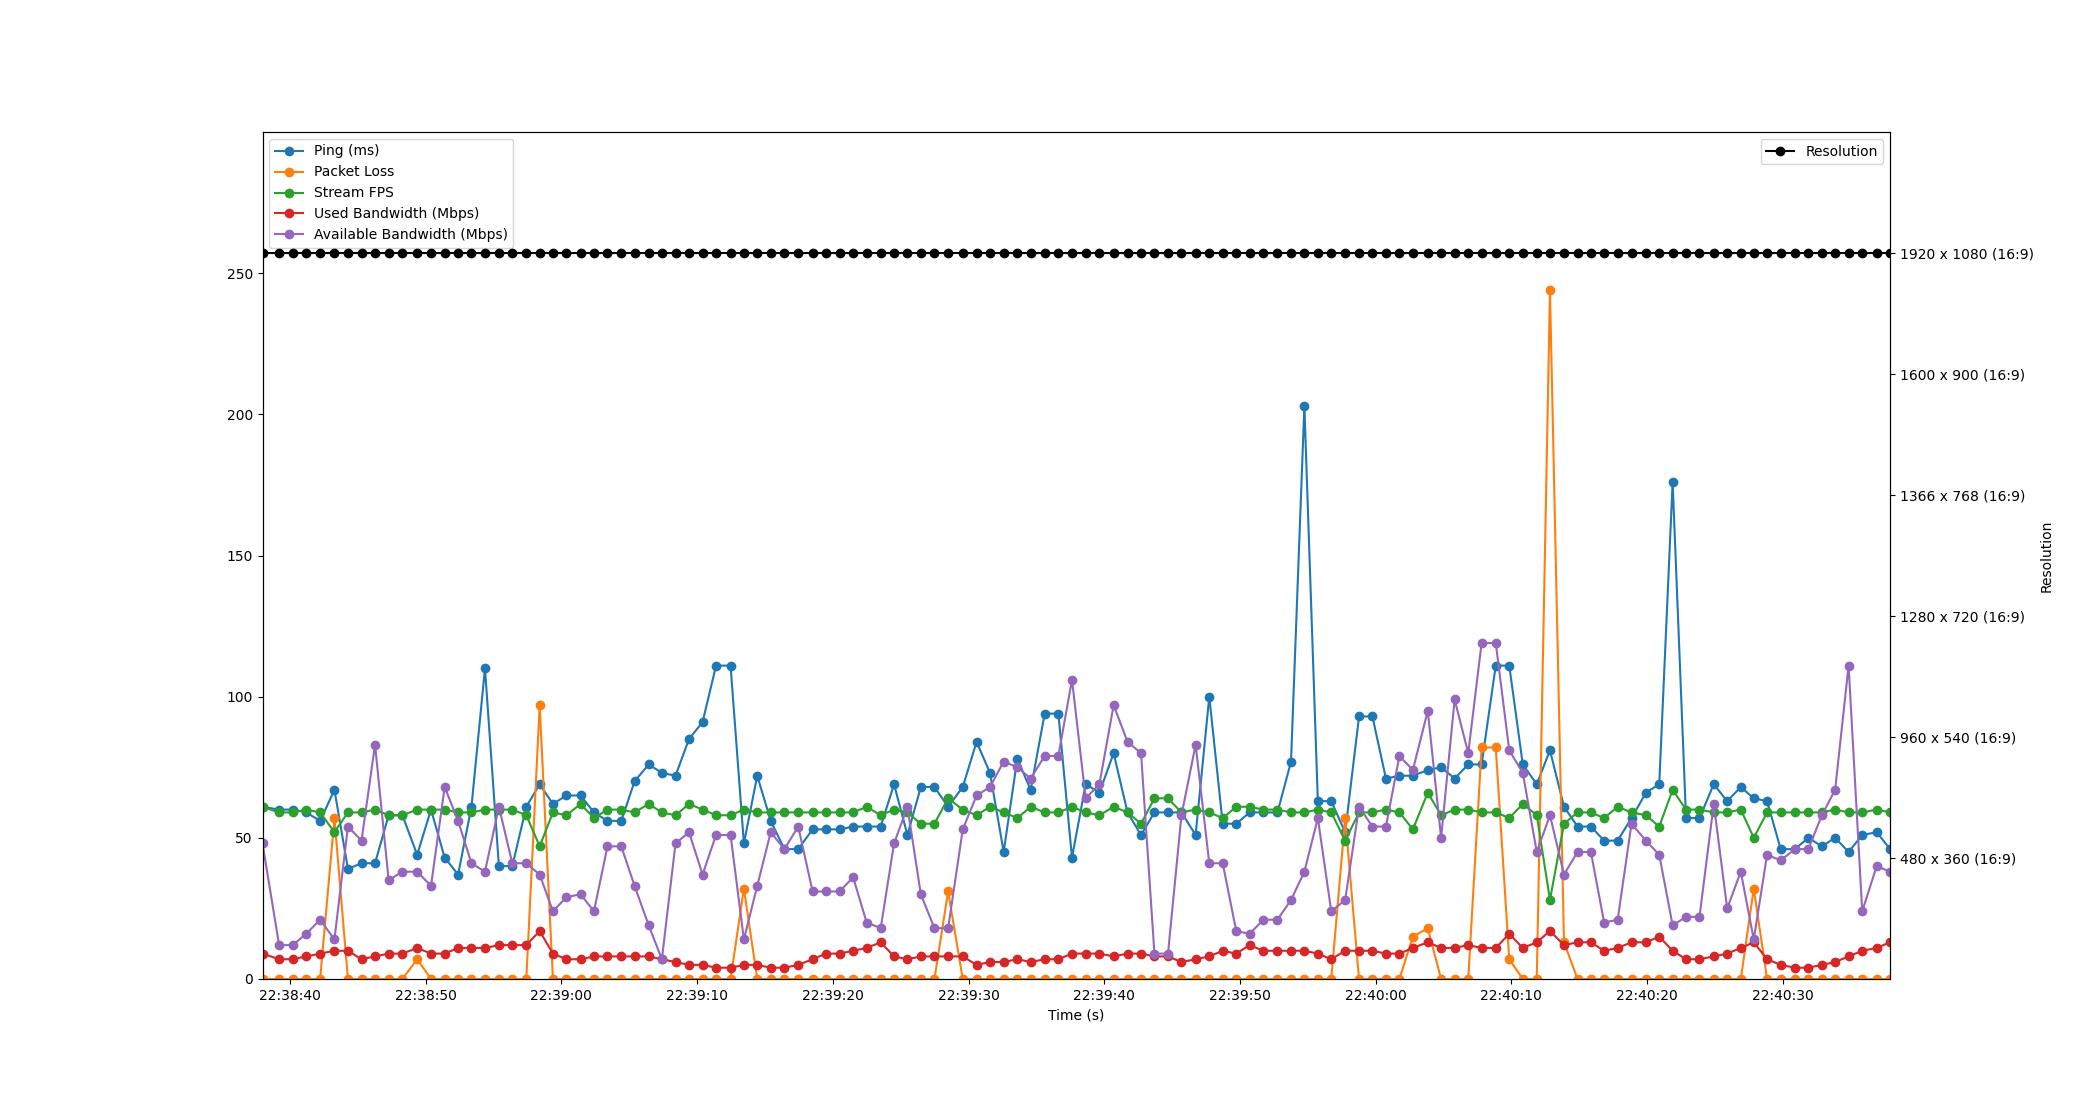 Ping (ms)
Packet Loss
Stream FPS
Used Bandwidth (Mbps)
Available Bandwidth (Mbps)
Resolution
250
200
150
100
50
0
1920 x 1080 (16:9)
1600 x 900 (16:9)
1366 x 768 (16:9)
1280 x 720 (16:9)
960 x 540 (16:9)
480 x 360 (16:9)
Resolution
22:38:40 22:38:50 22:39:00 22:39:10 22:39:20 22:39:30 22:39:40 22:39:50 22:40:00 22:40:10 22:40:20 22:40:30
Time (s)